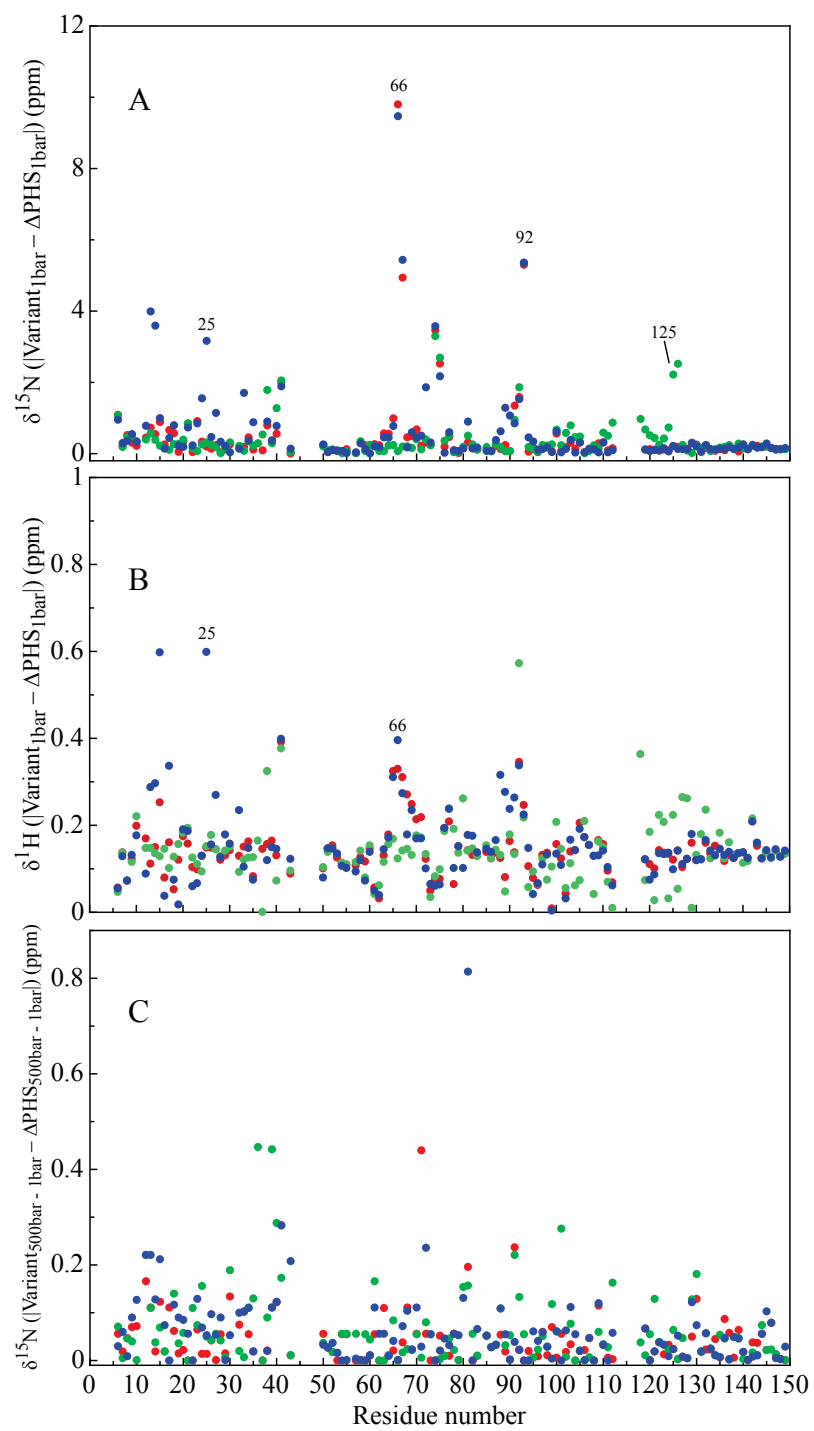 12
8
4
0
δ¹⁵N (|Variant₁bar − ΔPHS₁bar|) (ppm)
A
66
92
25
125
1
0.8
0.6
0.4
0.2
0
δ¹H (|Variant₁bar − ΔPHS₁bar|) (ppm)
B
25
66
0.8
0.6
0.4
0.2
0
δ¹⁵N (|Variant500bar - 1bar − ΔPHS500bar - 1bar|) (ppm)
C
0 10 20 30 40 50 60 70 80 90 100 110 120 130 140 150
Residue number